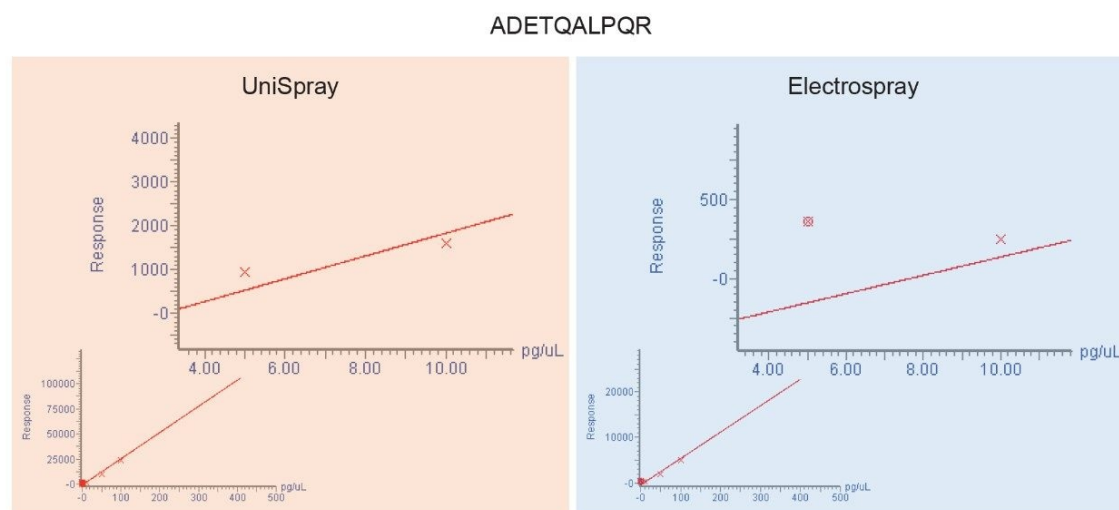 ADETQALPQR
UniSpray
4000
3000
2000
1000
-0
Response
4.00 6.00 8.00 10.00 pg/uL
100000
75000
50000
25000
-0
Response
-0 100 200 300 400 500 pg/uL
Electrospray
500
-0
Response
4.00 6.00 8.00 10.00 pg/uL
20000
10000
-0
Response
-0 100 200 300 400 500 pg/uL